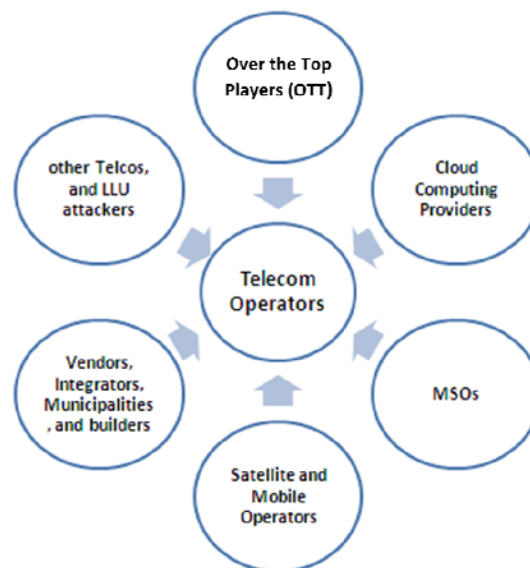 Over the Top
Players (OTT)
other Telcos,
and LLU
attackers
Cloud
Computing
Providers
Telecom
Operators
Vendors,
Integrators,
Municipalities
, and builders
MSOs
Satellite and
Mobile
Operators